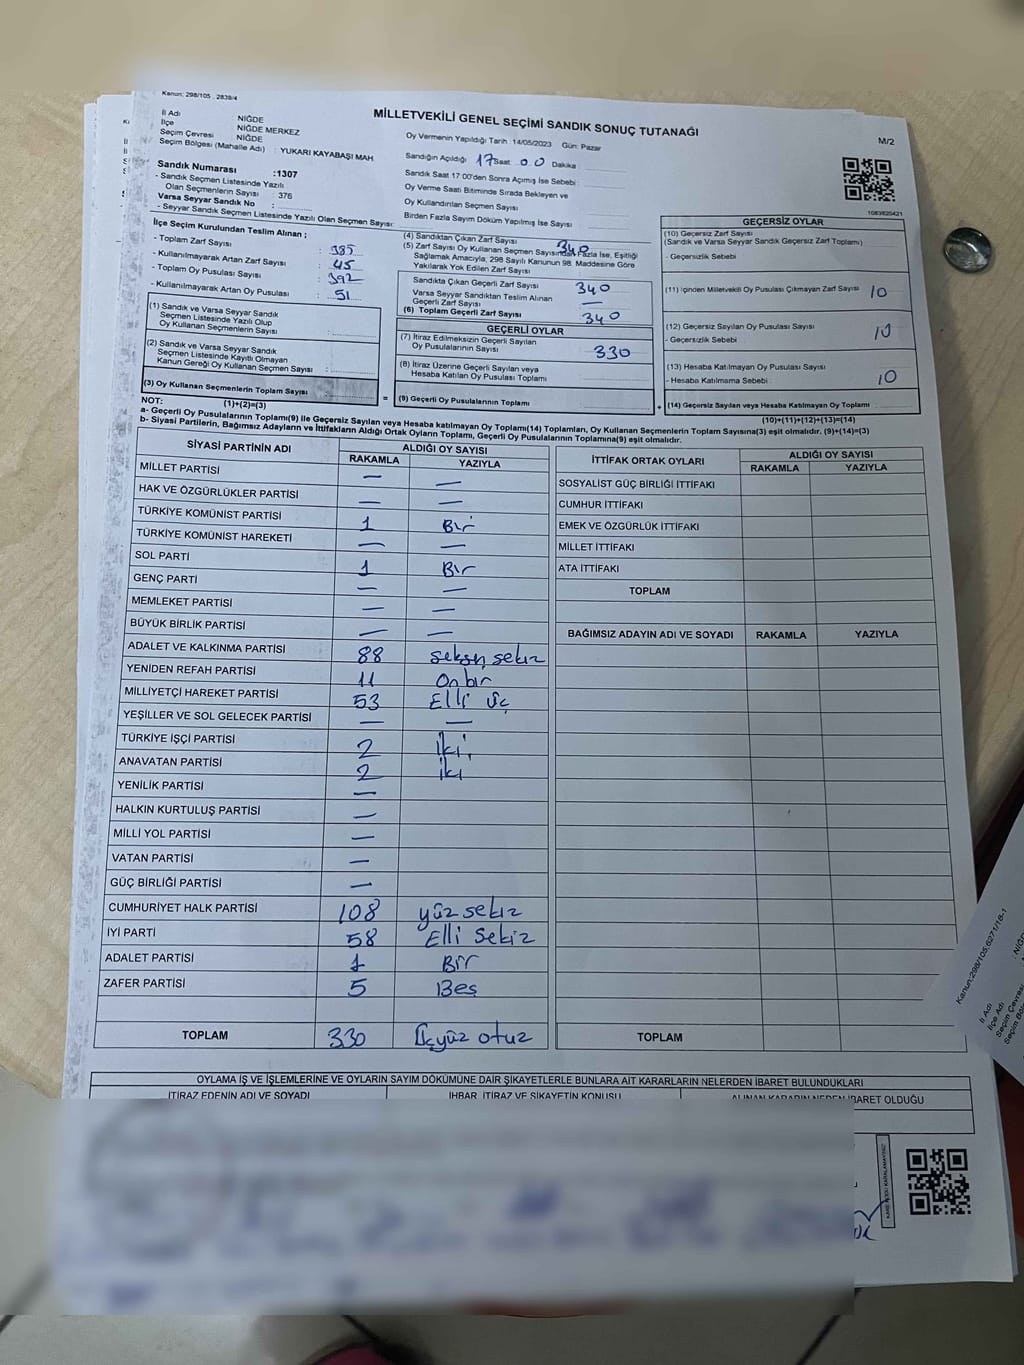 Kanun: 298/105 , 2839/4
MİLLETVEKİLİ GENEL SEÇİMİ SANDIK SONUÇ TUTANAĞI
M/2
İl Adı NİĞDE
İlçe NİĞDE MERKEZ
Seçim Çevresi NİĞDE
Seçim Bölgesi (Mahalle Adı) : YUKARI KAYABAŞI MAH.
Sandık Numarası :1307
- Sandık Seçmen Listesinde Yazılı
Olan Seçmenlerin Sayısı : 376
Varsa Seyyar Sandık No :
- Seyyar Sandık Seçmen Listesinde Yazılı Olan Seçmen Sayısı:
Oy Vermenin Yapıldığı Tarih :14/05/2023 Gün: Pazar
Sandığın Açıldığı 17 Saat 00 Dakika
Sandık Saat 17 00'den Sonra Açımış İse Sebebi :
Oy Verme Saati Bitiminde Sırada Bekleyen ve
Oy Kullandırılan Seçmen Sayısı :
Birden Fazla Sayım Döküm Yapılmış İse Sayısı :
1083820421
İlçe Seçim Kurulundan Teslim Alınan ;
- Toplam Zarf Sayısı : 385
- Kullanılmayarak Artan Zarf Sayısı : 45
- Toplam Oy Pusulası Sayısı : 392
- Kullanılmayarak Artan Oy Pusulası : 51
(1) Sandık ve Varsa Seyyar Sandık
Seçmen Listesinde Yazılı Olup
Oy Kullanan Seçmenlerin Sayısı :
(2) Sandık ve Varsa Seyyar Sandık
Seçmen Listesinde Kayıtlı Olmayan
Kanun Gereği Oy Kullanan Seçmen Sayısı :
(3) Oy Kullanan Seçmenlerin Toplam Sayısı
(4) Sandıktan Çıkan Zarf Sayısı 340
(5) Zarf Sayısı Oy Kullanan Seçmen Sayısından Fazla İse, Eşitliği
Sağlamak Amacıyla, 298 Sayılı Kanunun 98. Maddesine Göre
Yakılarak Yok Edilen Zarf Sayısı
Sandıkta Çıkan Geçerli Zarf Sayısı 340
Varsa Seyyar Sandıktan Teslim Alınan
Geçerli Zarf Sayısı —
(6) Toplam Geçerli Zarf Sayısı 340
GEÇERLİ OYLAR
(7) İtiraz Edilmeksizin Geçerli Sayılan
Oy Pusulalarının Sayısı 330
(8) İtiraz Üzerine Geçerli Sayılan veya
Hesaba Katılan Oy Pusulası Toplamı
= (9) Geçerli Oy Pusulalarının Toplamı
GEÇERSİZ OYLAR
(10) Geçersiz Zarf Sayısı
(Sandık ve Varsa Seyyar Sandık Geçersiz Zarf Toplamı)
- Geçersizlik Sebebi
(11) İçinden Milletvekili Oy Pusulası Çıkmayan Zarf Sayısı 10
(12) Geçersiz Sayılan Oy Pusulası Sayısı 10
- Geçersizlik Sebebi
(13) Hesaba Katılmayan Oy Pusulası Sayısı
- Hesaba Katılmama Sebebi 10
+ (14) Geçersiz Sayılan veya Hesaba Katılmayan Oy Toplamı
NOT: (1)+(2)=(3) (10)+(11)+(12)+(13)=(14)
a- Geçerli Oy Pusulalarının Toplamı(9) ile Geçersiz Sayılan veya Hesaba katılmayan Oy Toplamı(14) Toplamları, Oy Kullanan Seçmenlerin Toplam Sayısına(3) eşit olmalıdır. (9)+(14)=(3)
b- Siyasi Partilerin, Bağımsız Adayların ve İttifakların Aldığı Ortak Oyların Toplamı, Geçerli Oy Pusulalarının Toplamına(9) eşit olmalıdır.
SİYASİ PARTİNİN ADI ALDIĞI OY SAYISI
RAKAMLA YAZIYLA
MİLLET PARTİSİ — —
HAK VE ÖZGÜRLÜKLER PARTİSİ — —
TÜRKİYE KOMÜNİST PARTİSİ 1 Bir
TÜRKİYE KOMÜNİST HAREKETİ — —
SOL PARTİ 1 Bir
GENÇ PARTİ — —
MEMLEKET PARTİSİ — —
BÜYÜK BİRLİK PARTİSİ — —
ADALET VE KALKINMA PARTİSİ 88 seksen sekiz
YENİDEN REFAH PARTİSİ 11 Onbir
MİLLİYETÇİ HAREKET PARTİSİ 53 Elli üç
YEŞİLLER VE SOL GELECEK PARTİSİ — —
TÜRKİYE İŞÇİ PARTİSİ 2 İki
ANAVATAN PARTİSİ 2 iki
YENİLİK PARTİSİ —
HALKIN KURTULUŞ PARTİSİ —
MİLLİ YOL PARTİSİ —
VATAN PARTİSİ —
GÜÇ BİRLİĞİ PARTİSİ —
CUMHURİYET HALK PARTİSİ 108 yüz sekiz
İYİ PARTİ 58 Elli Sekiz
ADALET PARTİSİ 1 Bir
ZAFER PARTİSİ 5 Beş
TOPLAM 330 Üçyüz otuz
İTTİFAK ORTAK OYLARI ALDIĞI OY SAYISI
RAKAMLA YAZIYLA
SOSYALİST GÜÇ BİRLİĞİ İTTİFAKI
CUMHUR İTTİFAKI
EMEK VE ÖZGÜRLÜK İTTİFAKI
MİLLET İTTİFAKI
ATA İTTİFAKI
TOPLAM
BAĞIMSIZ ADAYIN ADI VE SOYADI RAKAMLA YAZIYLA
TOPLAM
OYLAMA İŞ VE İŞLEMLERİNE VE OYLARIN SAYIM DÖKÜMÜNE DAİR ŞİKAYETLERLE BUNLARA AİT KARARLARIN NELERDEN İBARET BULUNDUKLARI
İTİRAZ EDENİN ADI VE SOYADI İHBAR, İTİRAZ VE ŞİKAYETİN KONUSU ALINAN KARARIN NEDEN İBARET OLDUĞU
Kanun:298/105,6271/18-1
İl Adı
İlçe Adı
Seçim Çevresi